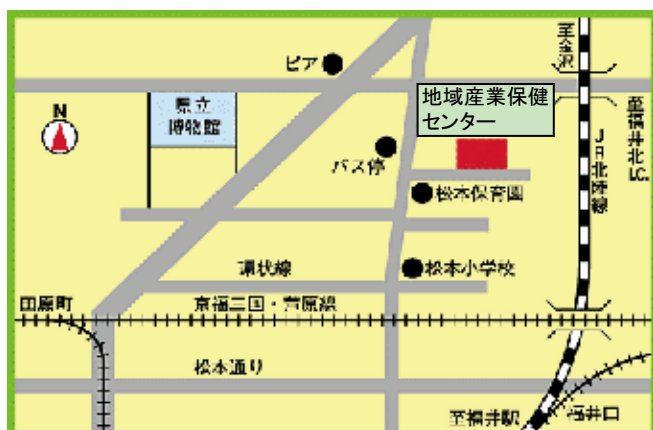 至金沢
ピア
N
県立
博物館
地域産業保健
センター
至福井北I.C.
JR北陸線
バス停
松本保育園
環状線
松本小学校
田原町
京福三国・芦原線
松本通り
至福井駅
福井口